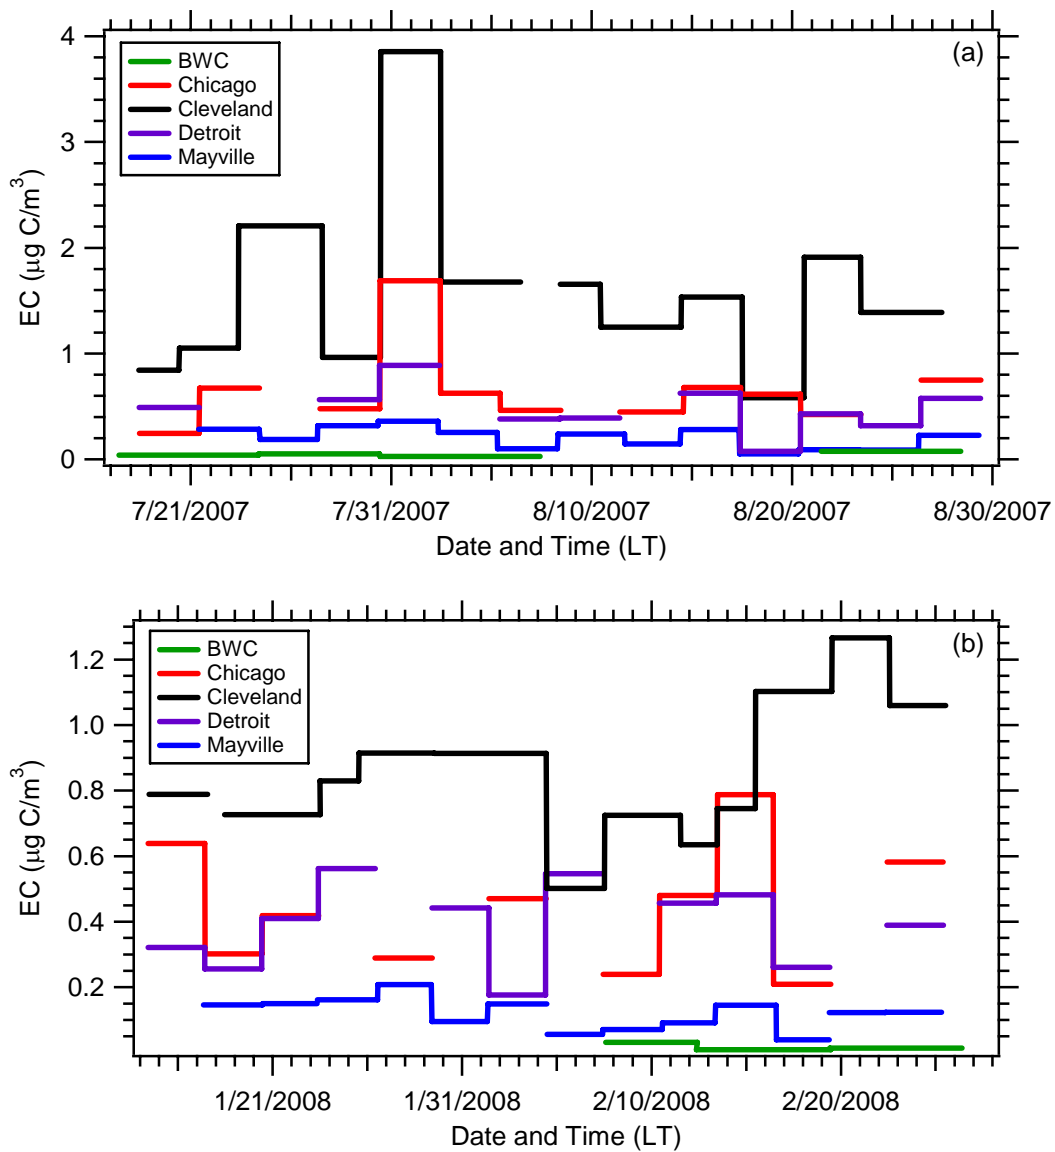 (a)
BWC
Chicago
Cleveland
Detroit
Mayville
4
3
2
1
0
EC (µg C/m³)
7/21/2007 7/31/2007 8/10/2007 8/20/2007 8/30/2007
Date and Time (LT)
(b)
BWC
Chicago
Cleveland
Detroit
Mayville
1.2
1.0
0.8
0.6
0.4
0.2
EC (µg C/m³)
1/21/2008 1/31/2008 2/10/2008 2/20/2008
Date and Time (LT)